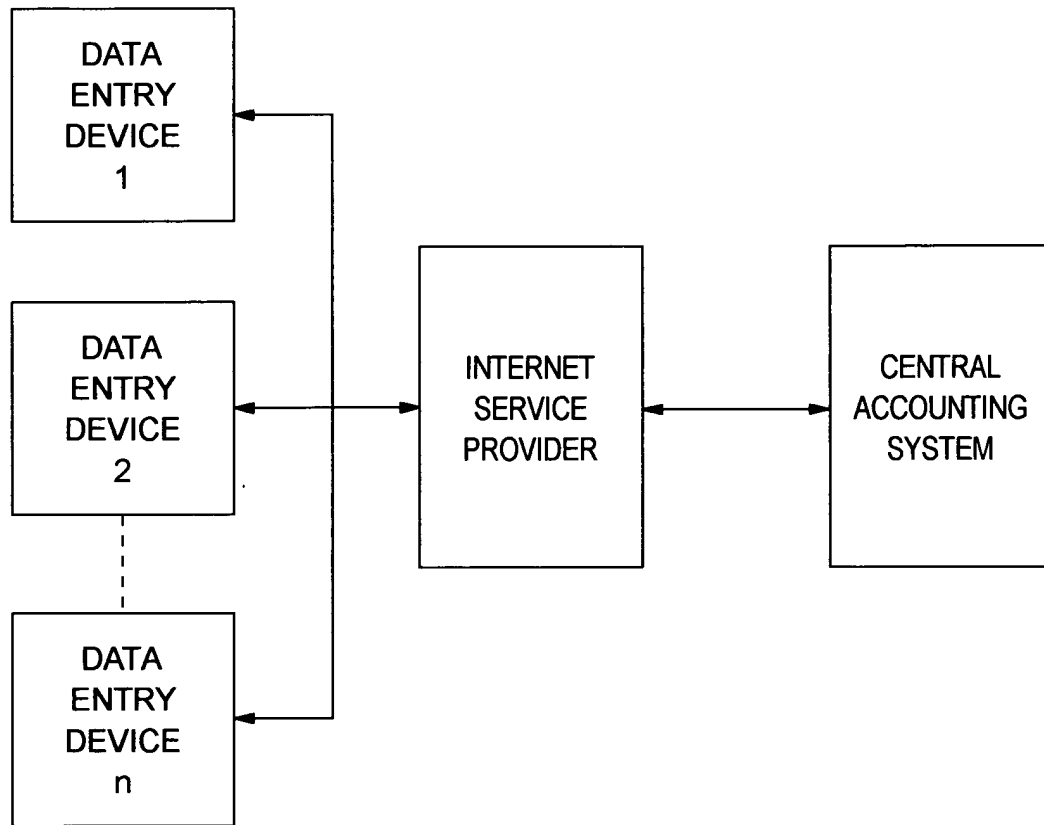 DATA
ENTRY
DEVICE
1
DATA
ENTRY
DEVICE
2
DATA
ENTRY
DEVICE
n
INTERNET
SERVICE
PROVIDER
CENTRAL
ACCOUNTING
SYSTEM